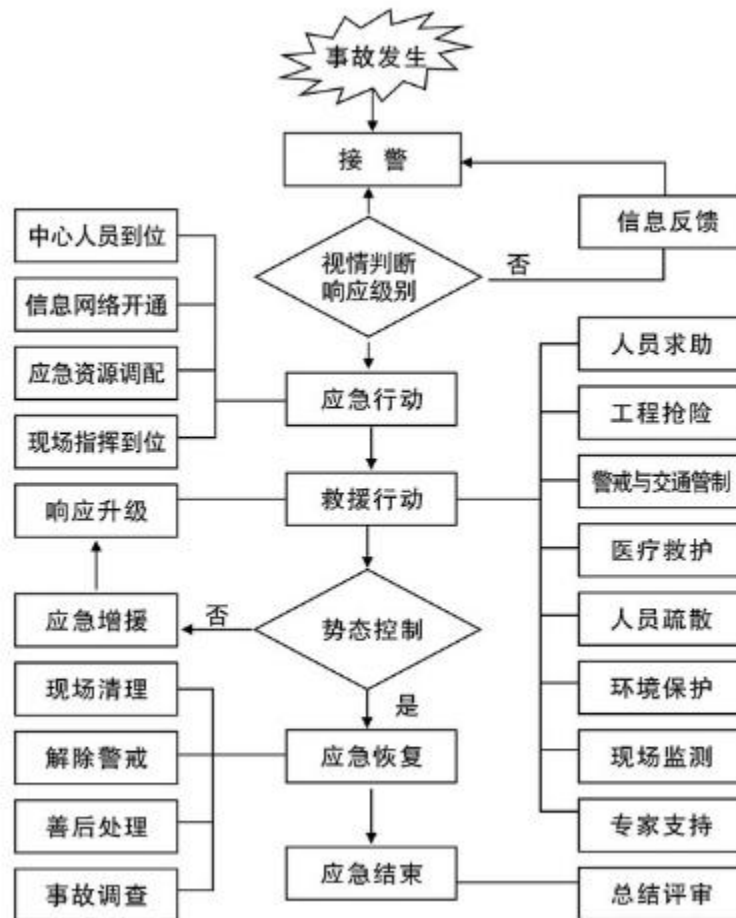 事故发生
接 警
信息反馈
中心人员到位
视情判断
响应级别
否
信息网络开通
人员求助
应急资源调配
应急行动
工程抢险
现场指挥到位
警戒与交通管制
响应升级
救援行动
医疗救护
应急增援
否
势态控制
人员疏散
现场清理
环境保护
是
解除警戒
应急恢复
现场监测
善后处理
专家支持
应急结束
事故调查
总结评审